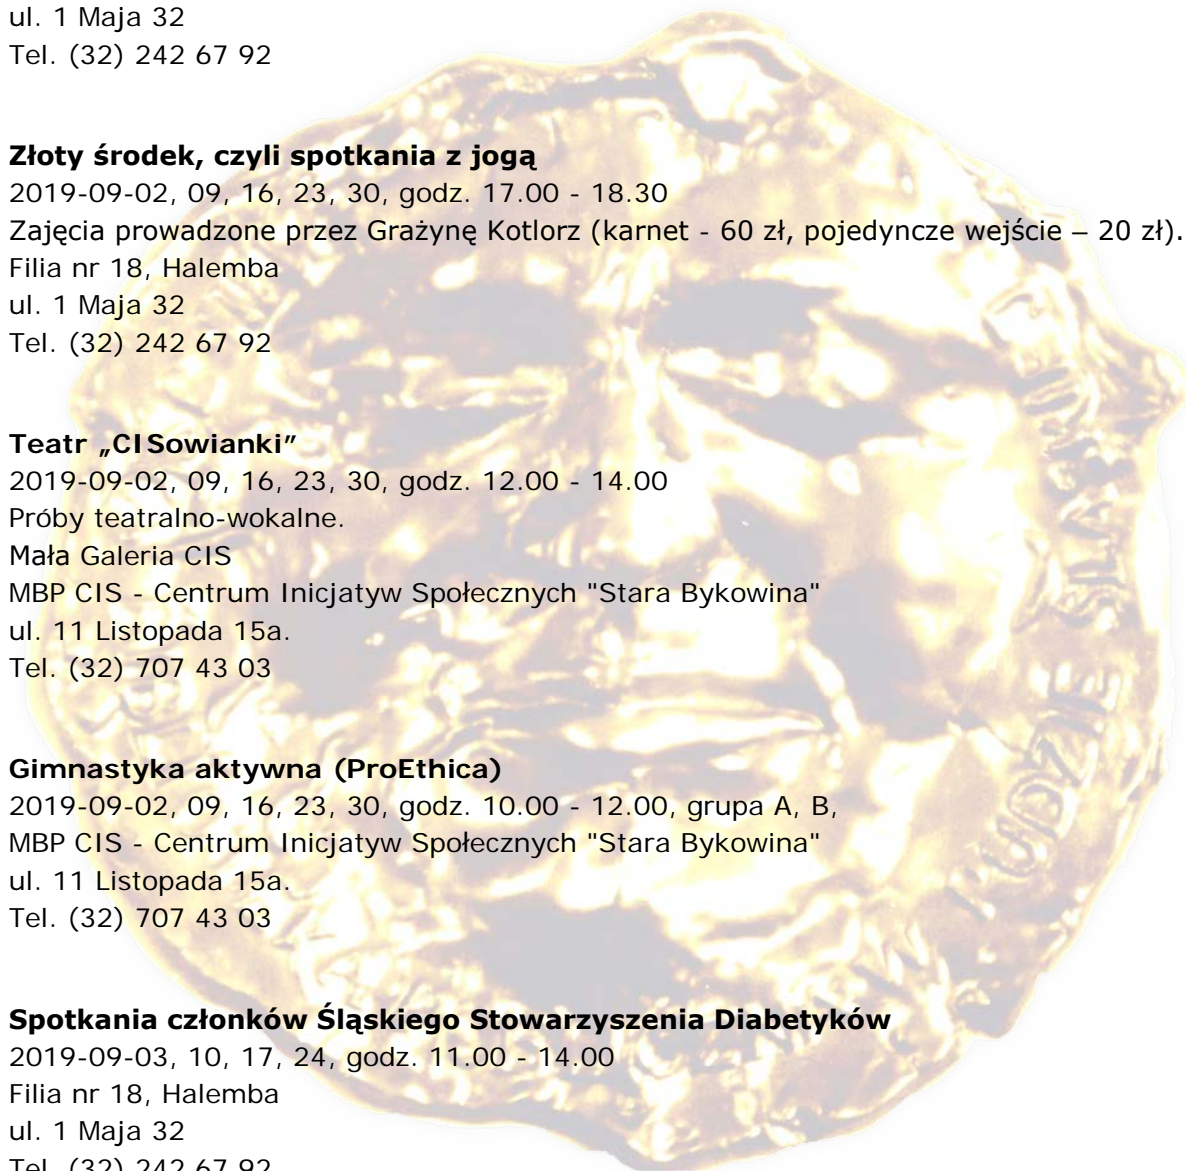 ul. 1 Maja 32
Tel. (32) 242 67 92
Złoty środek, czyli spotkania z jogą
2019-09-02, 09, 16, 23, 30, godz. 17.00 - 18.30
Zajęcia prowadzone przez Grażynę Kotlorz (karnet - 60 zł, pojedyncze wejście – 20 zł).
Filia nr 18, Halemba
ul. 1 Maja 32
Tel. (32) 242 67 92
Teatr „CISowianki”
2019-09-02, 09, 16, 23, 30, godz. 12.00 - 14.00
Próby teatralno-wokalne.
Mała Galeria CIS
MBP CIS - Centrum Inicjatyw Społecznych "Stara Bykowina"
ul. 11 Listopada 15a.
Tel. (32) 707 43 03
Gimnastyka aktywna (ProEthica)
2019-09-02, 09, 16, 23, 30, godz. 10.00 - 12.00, grupa A, B,
MBP CIS - Centrum Inicjatyw Społecznych "Stara Bykowina"
ul. 11 Listopada 15a.
Tel. (32) 707 43 03
Spotkania członków Śląskiego Stowarzyszenia Diabetyków
2019-09-03, 10, 17, 24, godz. 11.00 - 14.00
Filia nr 18, Halemba
ul. 1 Maja 32
Tel. (32) 242 67 92